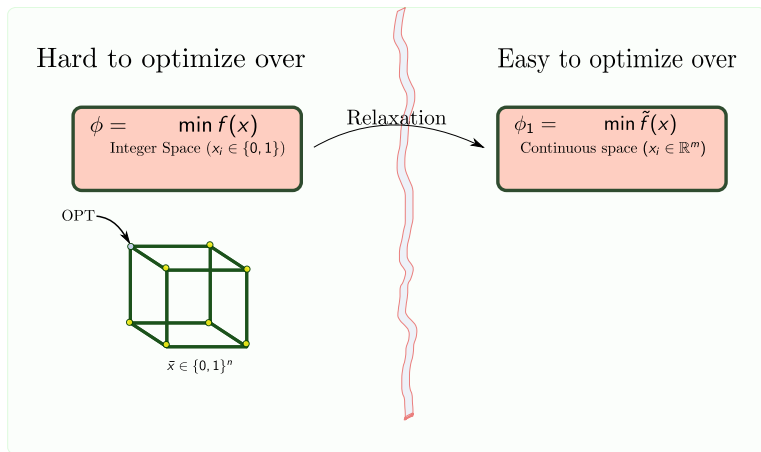 Hard to optimize over
Easy to optimize over
Relaxation
ϕ = min f(x)
Integer Space (xᵢ ∈ {0, 1})
ϕ₁ = min f̃(x)
Continuous space (xᵢ ∈ ℝᵐ)
OPT
x̄ ∈ {0, 1}ⁿ